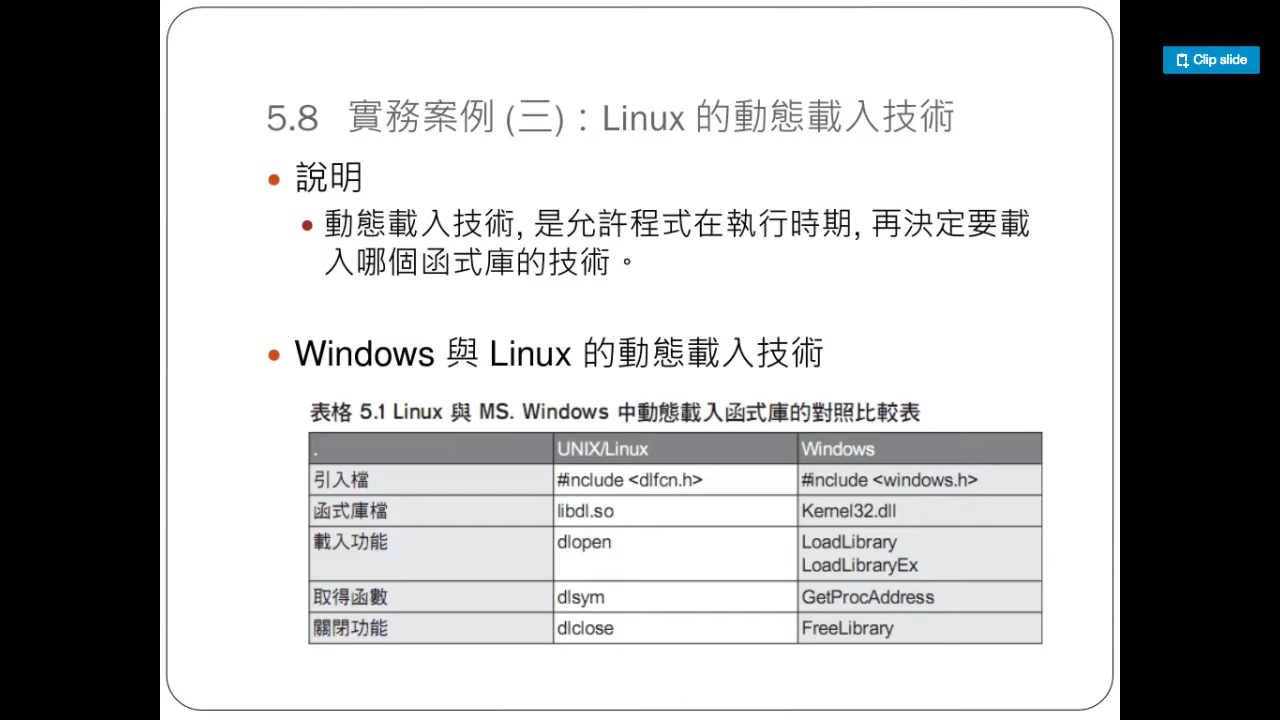 Clip slide
5.8 實務案例 (三)：Linux 的動態載入技術
• 說明
• 動態載入技術, 是允許程式在執行時期, 再決定要載
入哪個函式庫的技術。
• Windows 與 Linux 的動態載入技術
表格 5.1 Linux 與 MS. Windows 中動態載入函式庫的對照比較表
. UNIX/Linux Windows
引入檔 #include <dlfcn.h> #include <windows.h>
函式庫檔 libdl.so Kernel32.dll
載入功能 dlopen LoadLibrary
LoadLibraryEx
取得函數 dlsym GetProcAddress
關閉功能 dlclose FreeLibrary